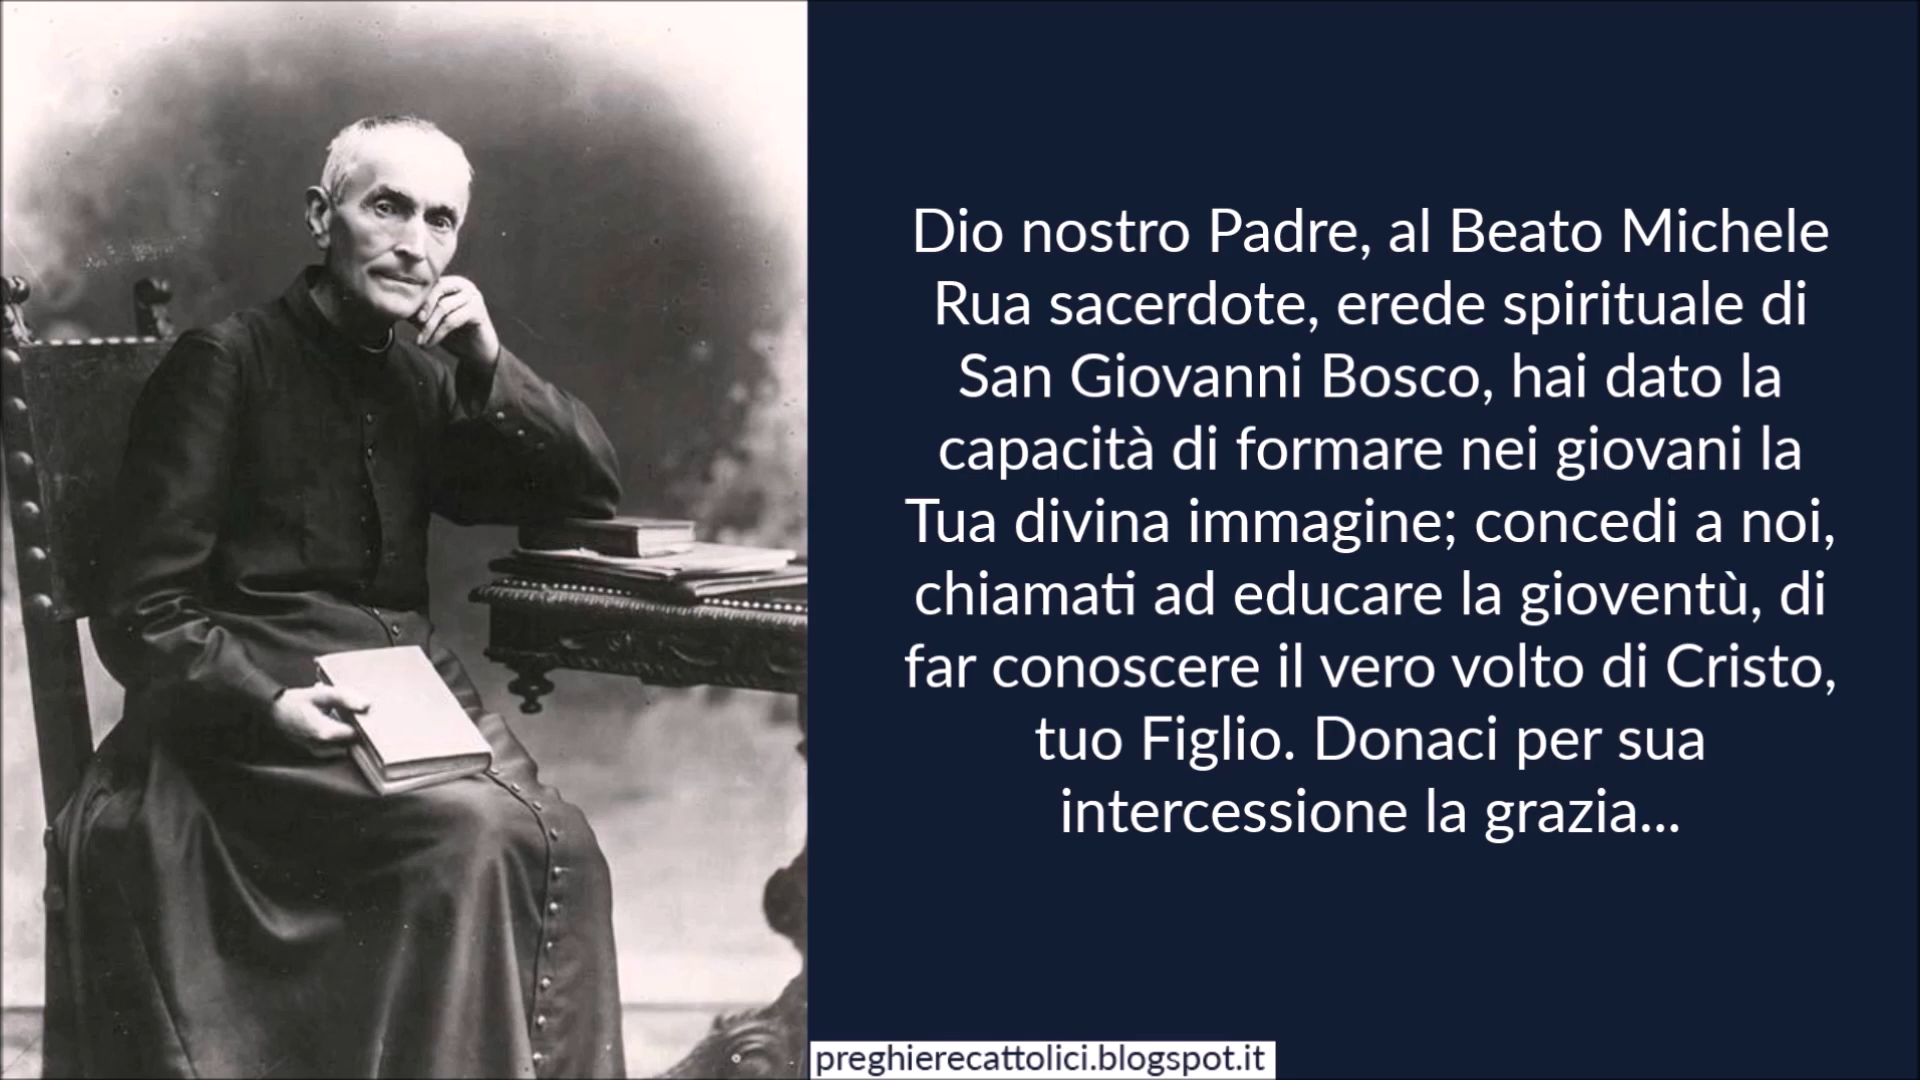 Dio nostro Padre, al Beato Michele
Rua sacerdote, erede spirituale di
San Giovanni Bosco, hai dato la
capacità di formare nei giovani la
Tua divina immagine; concedi a noi,
chiamati ad educare la gioventù, di
far conoscere il vero volto di Cristo,
tuo Figlio. Donaci per sua
intercessione la grazia...
preghierecattolici.blogspot.it